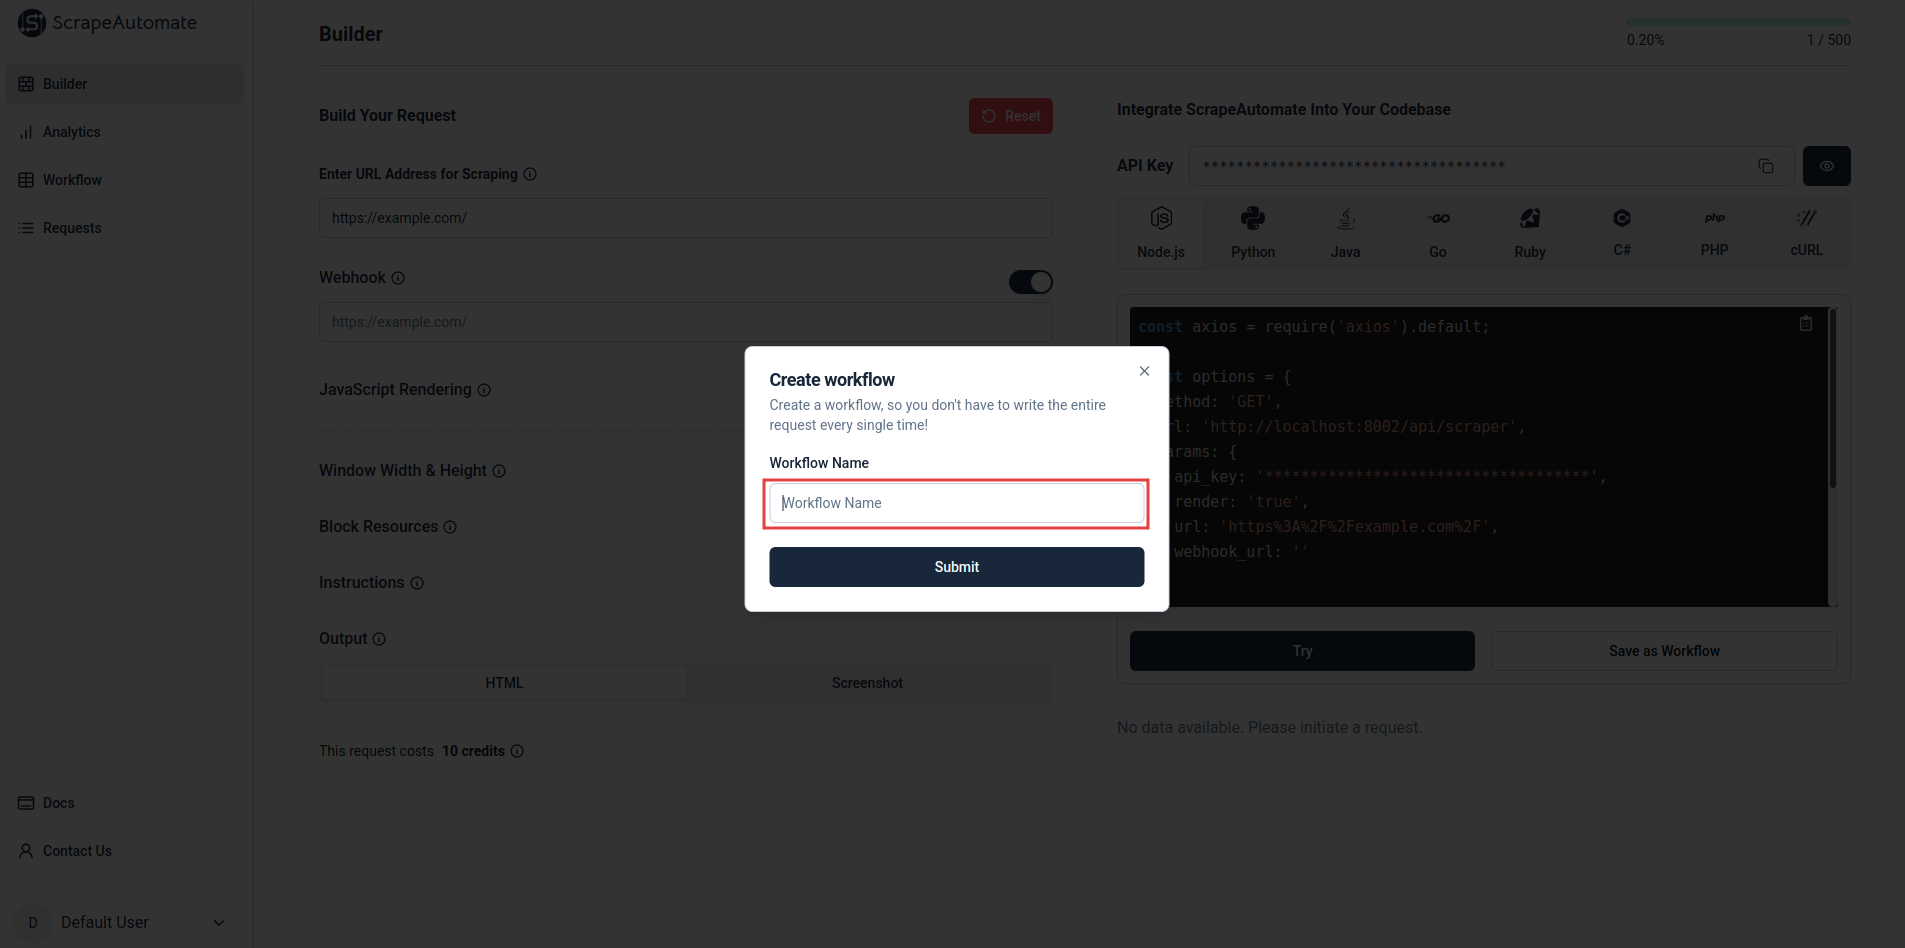 ScrapeAutomate
Builder
Analytics
Workflow
Requests
Docs
Contact Us
D Default User
Builder
0.20% 1 / 500
Build Your Request
Reset
Enter URL Address for Scraping
https://example.com/
Webhook
https://example.com/
JavaScript Rendering
Window Width & Height
Block Resources
Instructions
Output
HTML Screenshot
This request costs 10 credits
Integrate ScrapeAutomate Into Your Codebase
API Key ************************************
Node.js Python Java Go Ruby C# PHP cURL
const axios = require('axios').default;
st options = {
ethod: 'GET',
rl: 'http://localhost:8002/api/scraper',
arams: {
api_key: '************************************',
render: 'true',
url: 'https%3A%2F%2Fexample.com%2F',
webhook_url: ''
Try Save as Workflow
No data available. Please initiate a request.
Create workflow
Create a workflow, so you don't have to write the entire
request every single time!
Workflow Name
Workflow Name
Submit